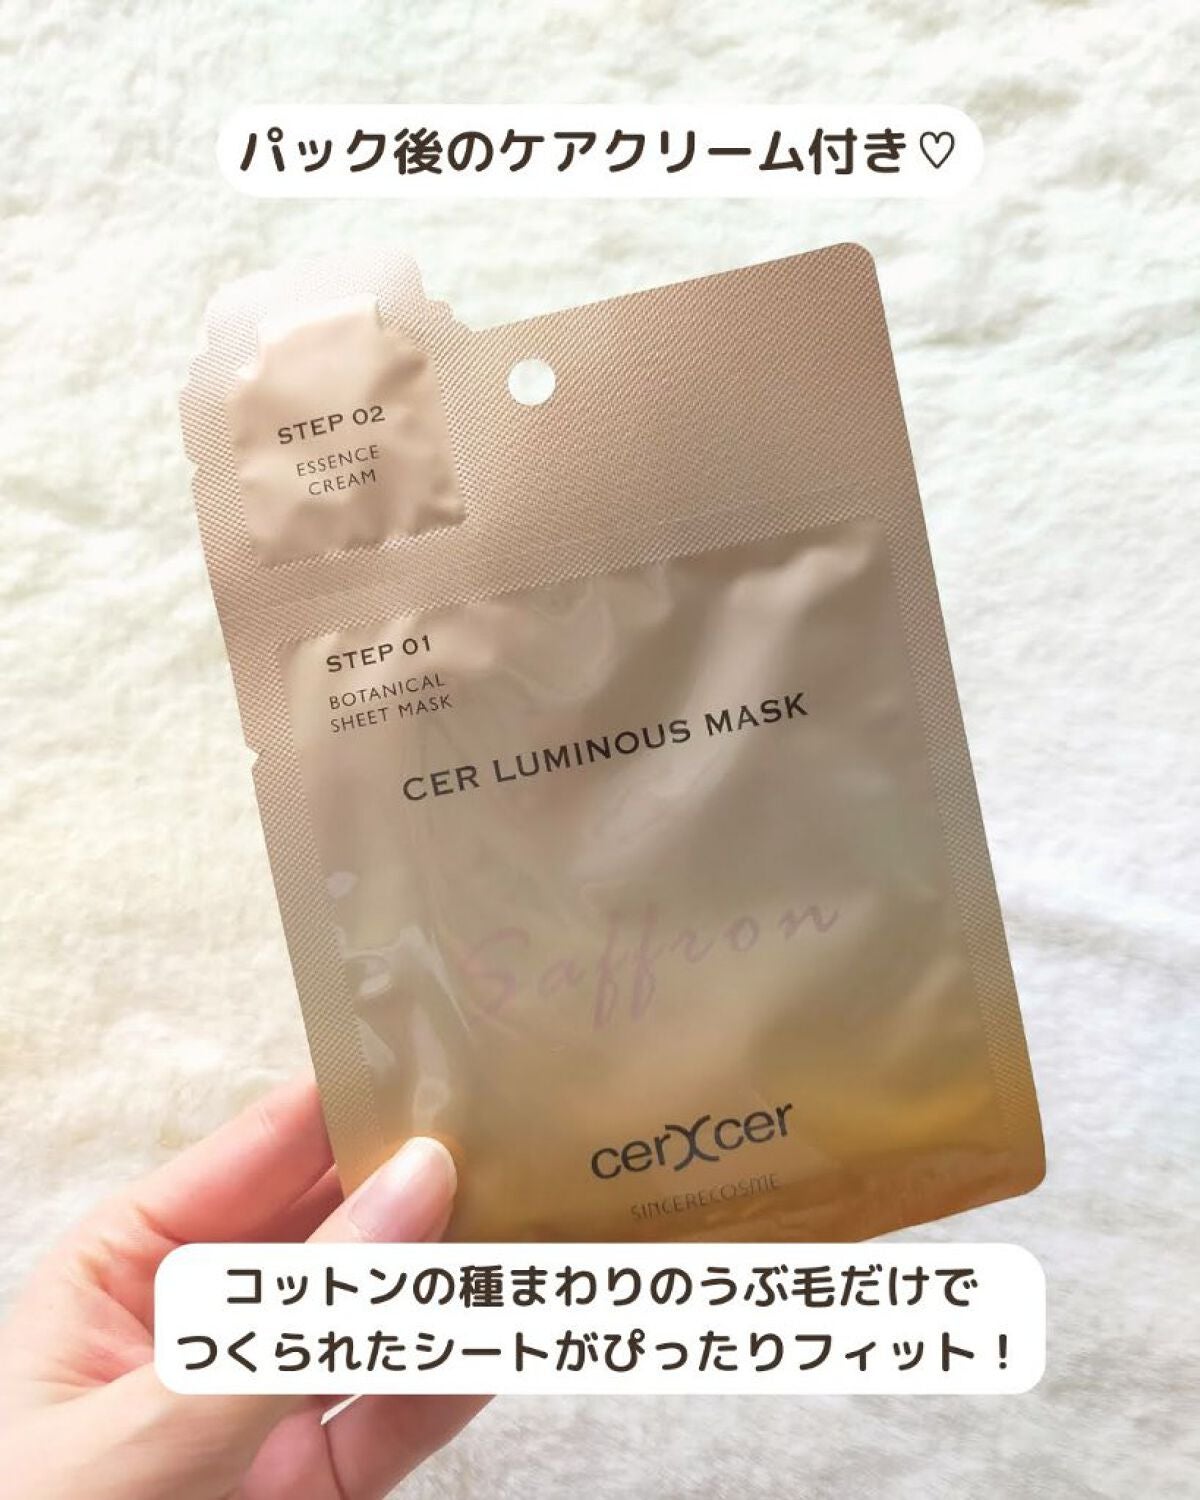 パック後のケアクリーム付き♡
STEP 02
ESSENCE
CREAM
STEP 01
BOTANICAL
SHEET MASK
CER LUMINOUS MASK
Saffron
cerXcer
SINCERECOSME
コットンの種まわりのうぶ毛だけで
つくられたシートがぴったりフィット！